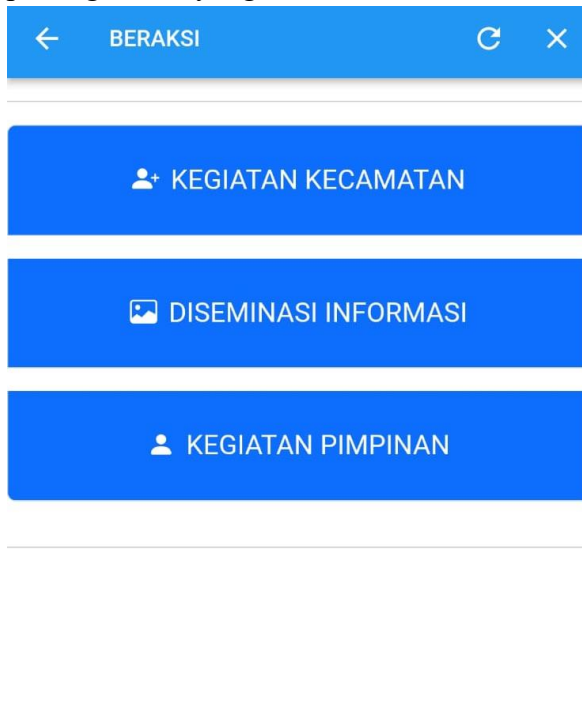 BERAKSI
KEGIATAN KECAMATAN
DISEMINASI INFORMASI
KEGIATAN PIMPINAN